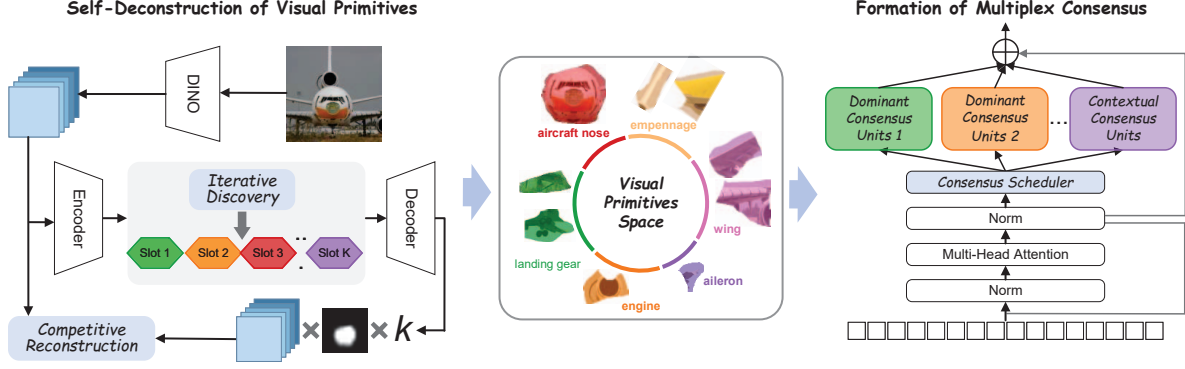 Self-Deconstruction of Visual Primitives
DINO
Encoder
Iterative
Discovery
Slot 1
Slot 2
Slot 3
Slot K
Decoder
Competitive
Reconstruction
k
aircraft nose
empennage
wing
aileron
engine
landing gear
Visual
Primitives
Space
Formation of Multiplex Consensus
Dominant
Consensus
Units 1
Dominant
Consensus
Units 2
...
Contextual
Consensus
Units
Consensus Scheduler
Norm
Multi-Head Attention
Norm